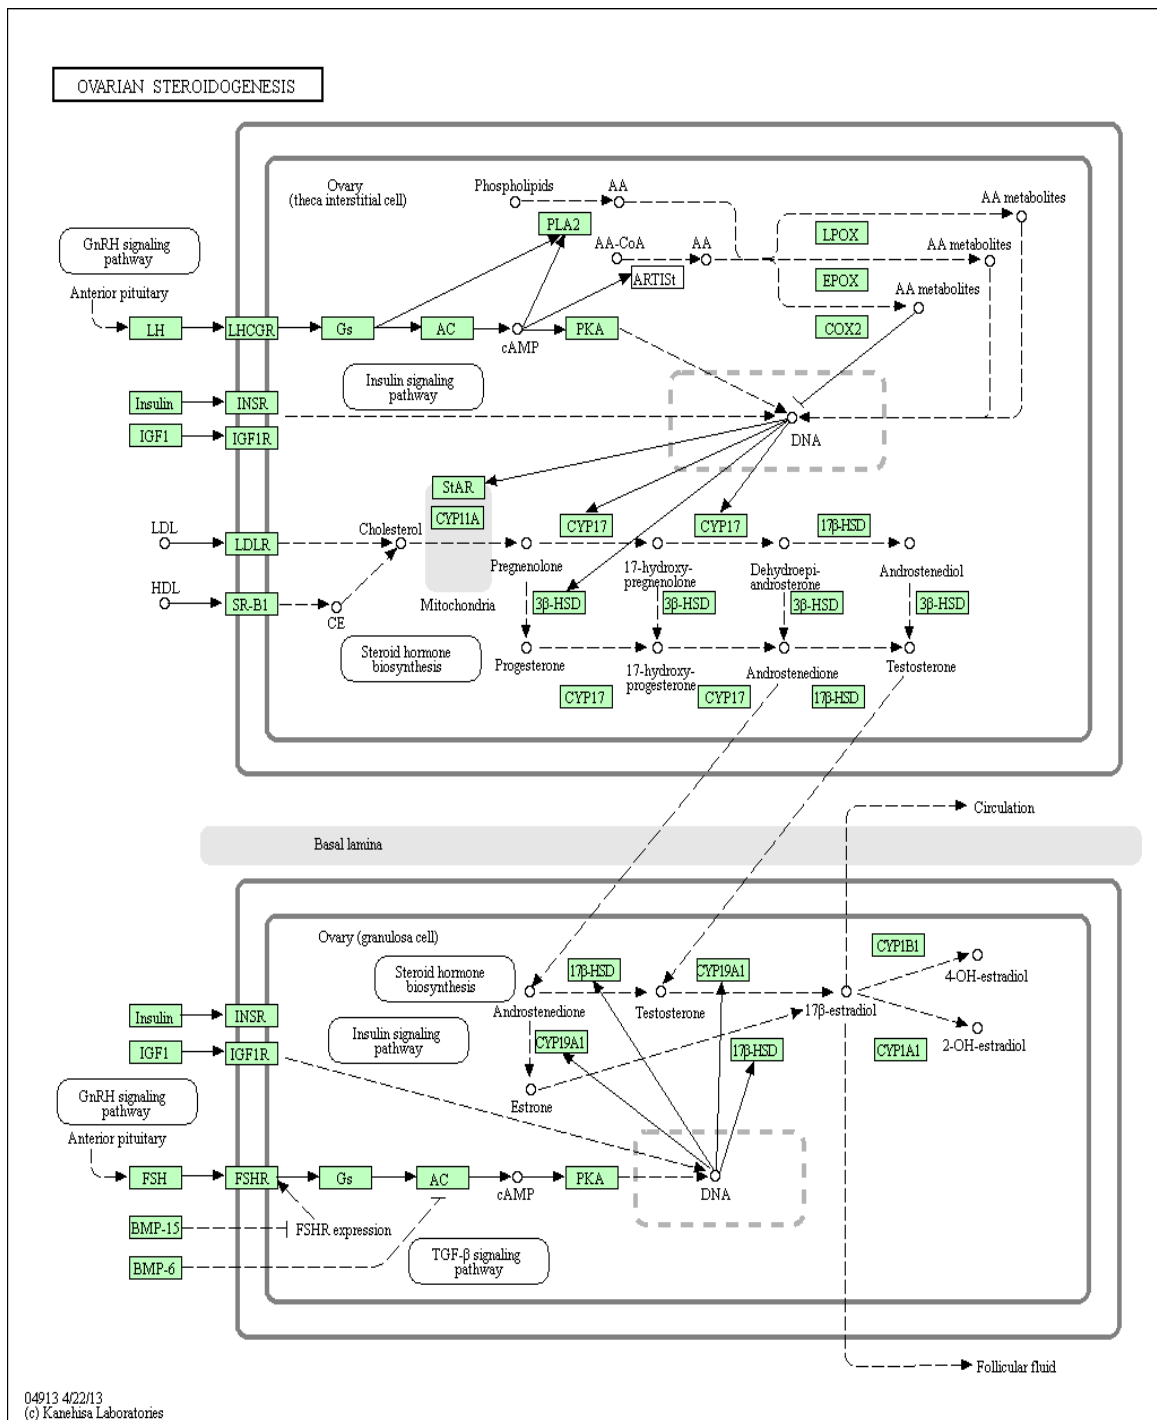 OVARIAN STEROIDOGENESIS
Ovary
(theca interstitial cell)
Phospholipids
AA
AA metabolites
PLA2
LPOX
GnRH signaling
pathway
AA-CoA
AA
AA metabolites
ARTISt
EPOX
Anterior pituitary
AA metabolites
LH
LHCGR
Gs
AC
cAMP
PKA
COX2
Insulin signaling
pathway
Insulin
INSR
IGF1
IGF1R
DNA
StAR
CYP11A
CYP17
CYP17
17β-HSD
LDL
Cholesterol
LDLR
Pregnenolone
17-hydroxy-
pregnenolone
Dehydroepi-
androsterone
Androstenediol
HDL
SR-B1
CE
Mitochondria
3β-HSD
3β-HSD
3β-HSD
3β-HSD
Steroid hormone
biosynthesis
Progesterone
17-hydroxy-
progesterone
Androstenedione
Testosterone
CYP17
CYP17
17β-HSD
Circulation
Basal lamina
Ovary (granulosa cell)
Steroid hormone
biosynthesis
17β-HSD
CYP19A1
CYP1B1
4-OH-estradiol
Insulin
INSR
Androstenedione
Testosterone
17β-estradiol
Insulin signaling
pathway
IGF1
IGF1R
CYP19A1
17β-HSD
CYP1A1
2-OH-estradiol
GnRH signaling
pathway
Estrone
Anterior pituitary
FSH
FSHR
Gs
AC
cAMP
PKA
DNA
BMP-15
FSHR expression
BMP-6
TGF-β signaling
pathway
Follicular fluid
04913 4/22/13
(c) Kanehisa Laboratories